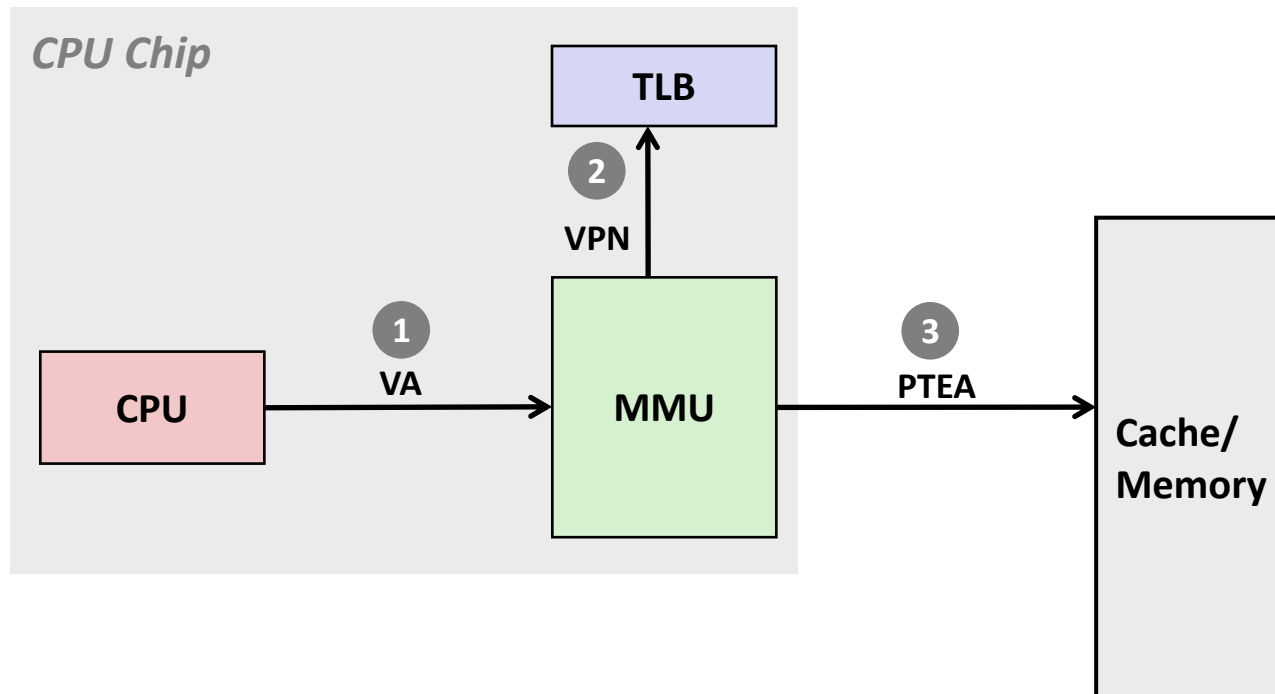 CPU Chip
TLB
2
VPN
1
VA
3
PTEA
CPU
MMU
Cache/
Memory